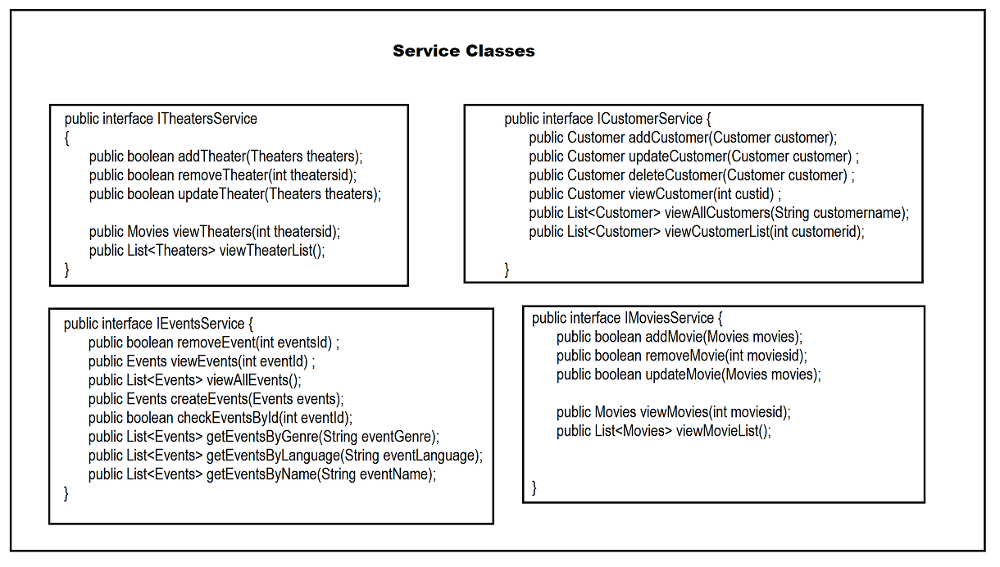 Service Classes
public interface ITheatersService
{
public boolean addTheater(Theaters theaters);
public boolean removeTheater(int theatersid);
public boolean updateTheater(Theaters theaters);
public Movies viewTheaters(int theatersid);
public List<Theaters> viewTheaterList();
}
public interface ICustomerService {
public Customer addCustomer(Customer customer);
public Customer updateCustomer(Customer customer) ;
public Customer deleteCustomer(Customer customer) ;
public Customer viewCustomer(int custid) ;
public List<Customer> viewAllCustomers(String customername);
public List<Customer> viewCustomerList(int customerid);
}
public interface IEventsService {
public boolean removeEvent(int eventsId) ;
public Events viewEvents(int eventId) ;
public List<Events> viewAllEvents();
public Events createEvents(Events events);
public boolean checkEventsById(int eventId);
public List<Events> getEventsByGenre(String eventGenre);
public List<Events> getEventsByLanguage(String eventLanguage);
public List<Events> getEventsByName(String eventName);
}
public interface IMoviesService {
public boolean addMovie(Movies movies);
public boolean removeMovie(int moviesid);
public boolean updateMovie(Movies movies);
public Movies viewMovies(int moviesid);
public List<Movies> viewMovieList();
}